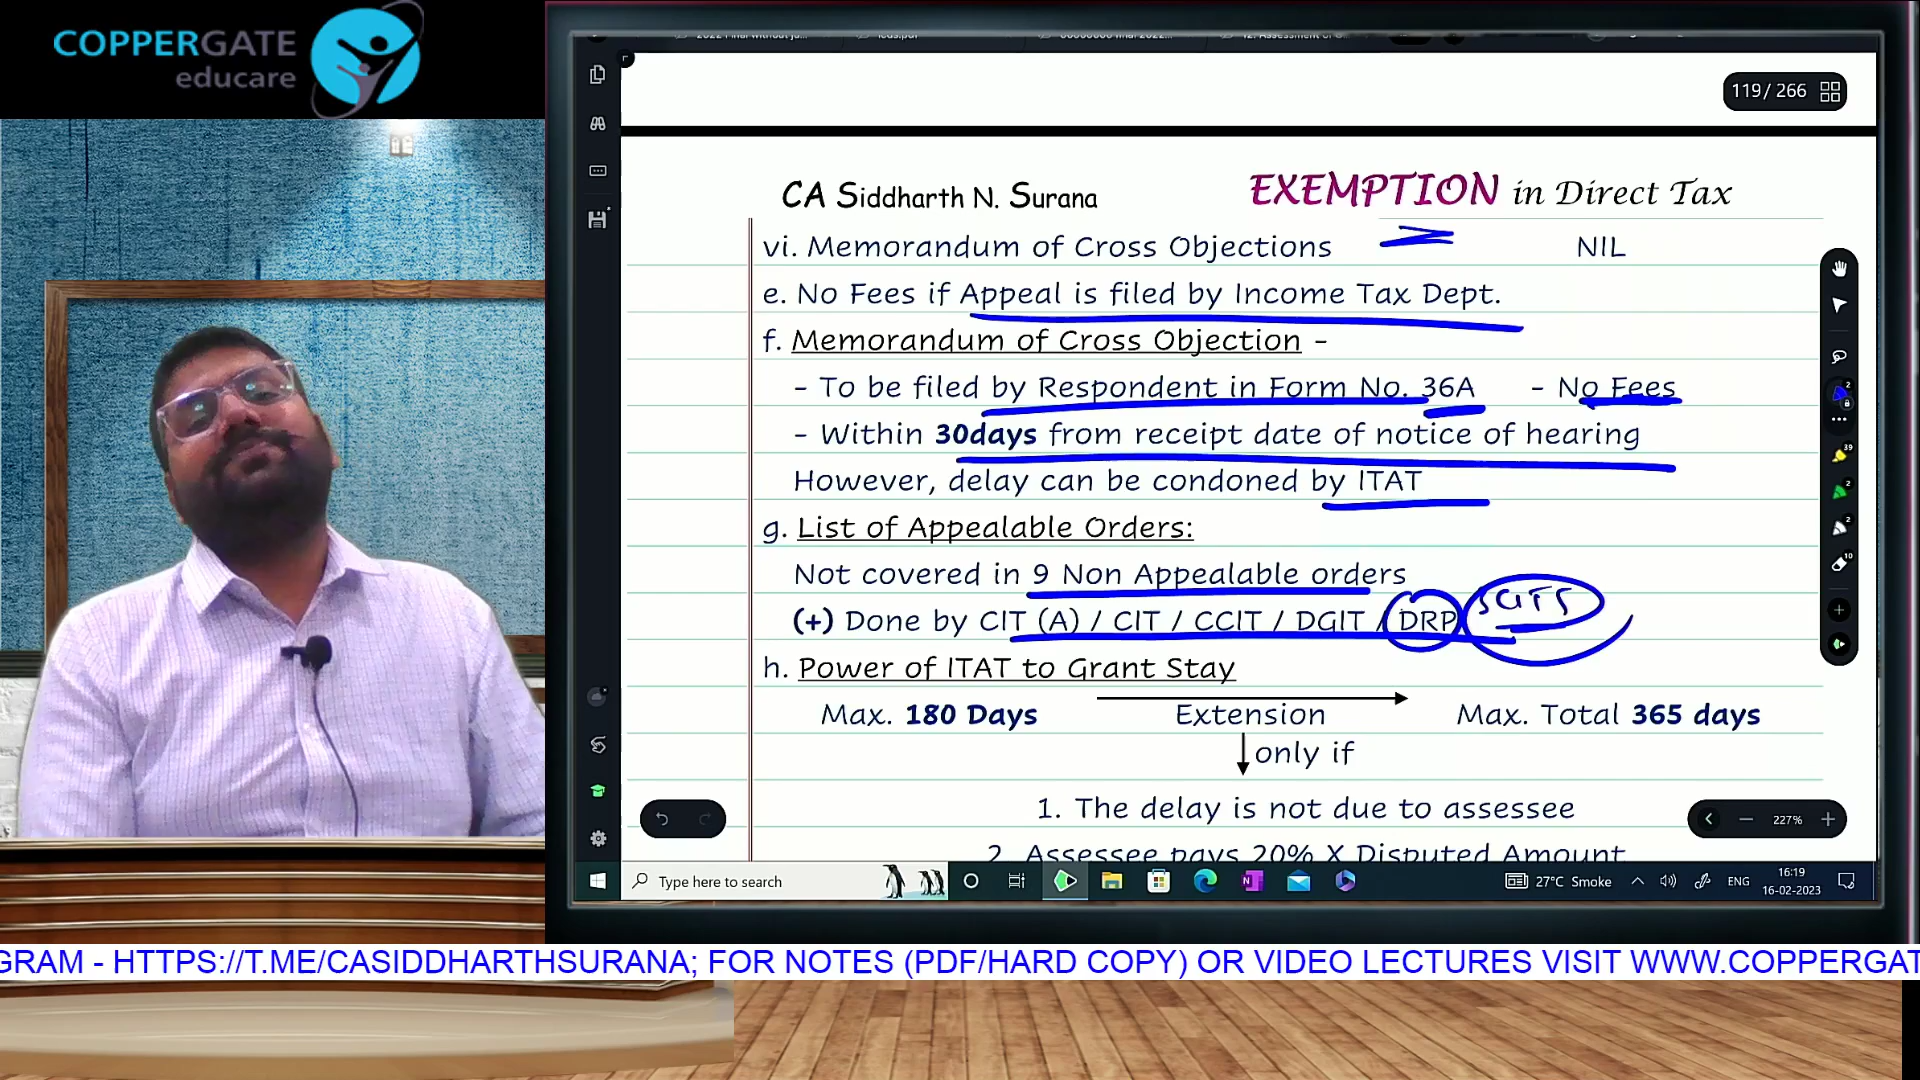 COPPERGATE
educare
119 / 266
CA Siddharth N. Surana
EXEMPTION in Direct Tax
vi. Memorandum of Cross Objections NIL
e. No Fees if Appeal is filed by Income Tax Dept.
f. Memorandum of Cross Objection -
- To be filed by Respondent in Form No. 36A - No Fees
- Within 30days from receipt date of notice of hearing
However, delay can be condoned by ITAT
g. List of Appealable Orders:
Not covered in 9 Non Appealable orders
(+) Done by CIT (A) / CIT / CCIT / DGIT / DRP
h. Power of ITAT to Grant Stay
Max. 180 Days Extension Max. Total 365 days
only if
1. The delay is not due to assessee
227%
2. Assessee pays 20% X Disputed Amount
Type here to search
27°C Smoke
ENG
16:19
16-02-2023
GRAM - HTTPS://T.ME/CASIDDHARTHSURANA; FOR NOTES (PDF/HARD COPY) OR VIDEO LECTURES VISIT WWW.COPPERGAT